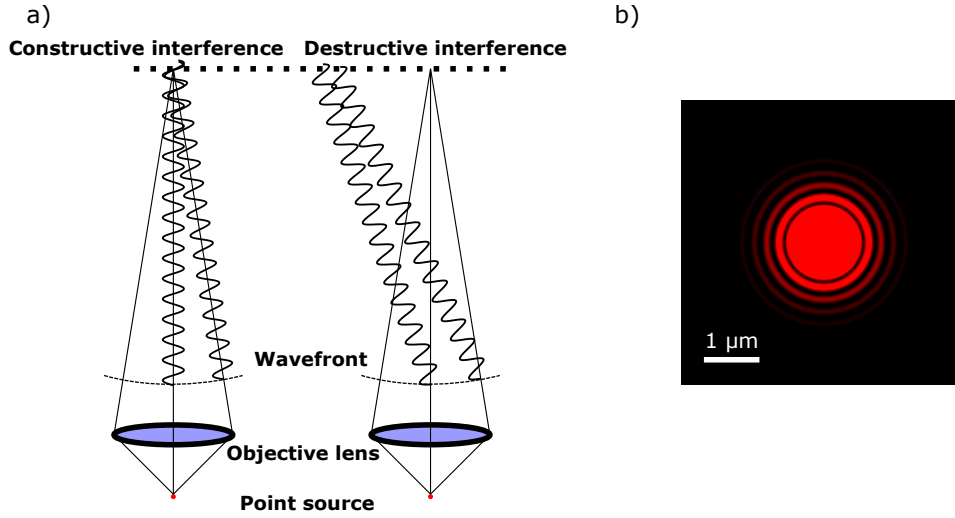 a)
b)
Constructive interference
Destructive interference
Wavefront
Objective lens
Point source
1 μm